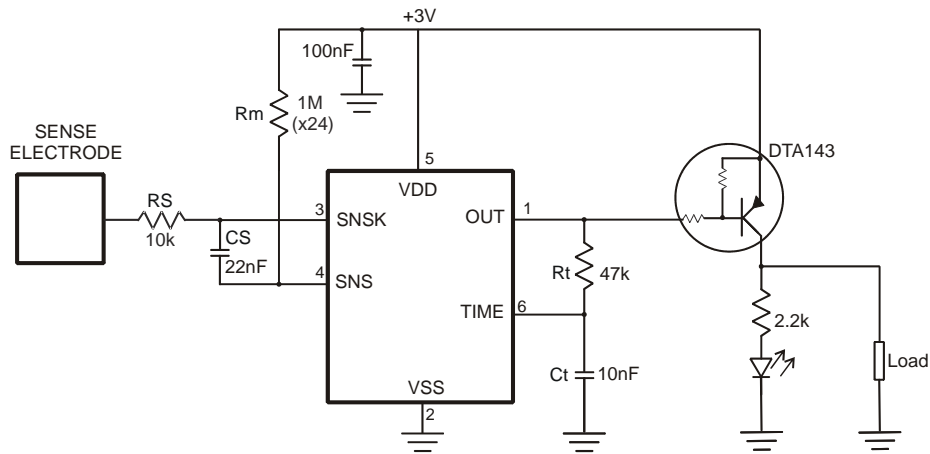 +3V
100nF
Rm
1M
(x24)
SENSE
ELECTRODE
DTA143
5
VDD
RS
10k
3
SNSK
OUT
1
CS
22nF
4
SNS
Rt
47k
TIME
6
2.2k
Ct
10nF
Load
VSS
2